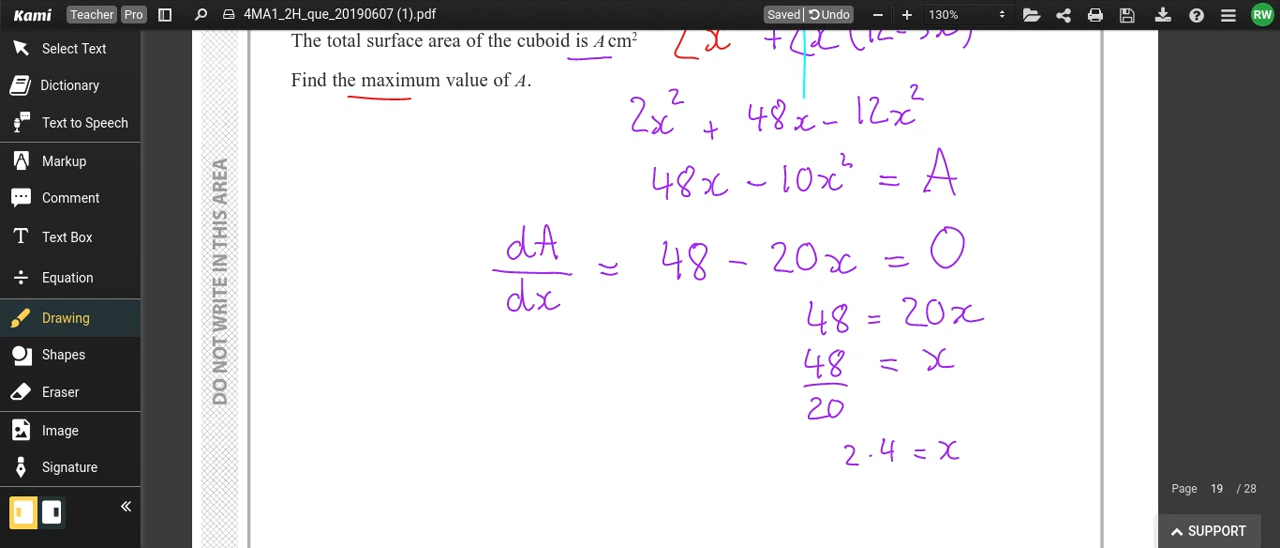 Kami Teacher Pro 4MA1_2H_que_20190607 (1).pdf Saved Undo 130% RW
Select Text
Dictionary
Text to Speech
Markup
Comment
Text Box
Equation
Drawing
Shapes
Eraser
Image
Signature
The total surface area of the cuboid is A cm²
Find the maximum value of A.
2x² + 48x - 12x²
48x - 10x² = A
dA/dx = 48 - 20x = 0
48 = 20x
48/20 = x
2.4 = x
DO NOT WRITE IN THIS AREA
Page 19 / 28
SUPPORT